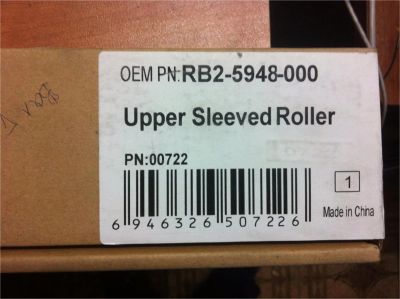 OEM PN:RB2-5948-000
Upper Sleeved Roller
PN:00722
1
Made in China
6 946326 507226